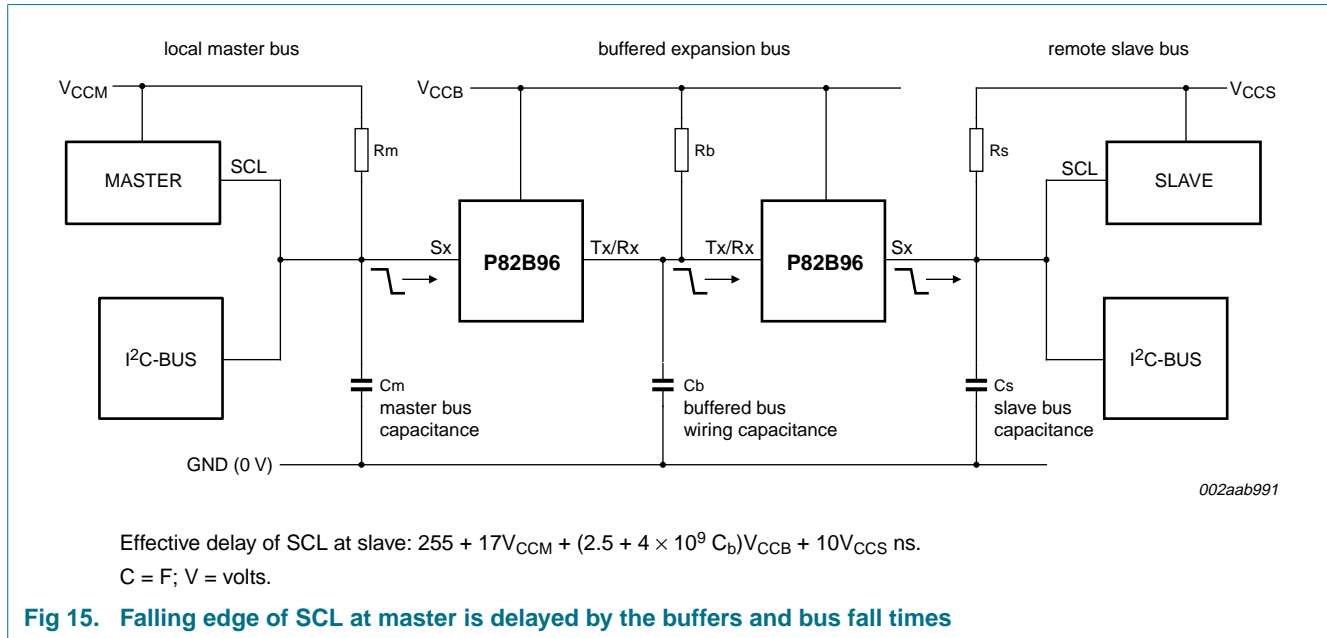 local master bus
buffered expansion bus
remote slave bus
VCCM
VCCB
VCCS
MASTER
SCL
Rm
Rb
Rs
SCL
SLAVE
Sx
P82B96
Tx/Rx
Tx/Rx
P82B96
Sx
I2C-BUS
I2C-BUS
Cm
master bus
capacitance
Cb
buffered bus
wiring capacitance
Cs
slave bus
capacitance
GND (0 V)
002aab991
Effective delay of SCL at slave: 255 + 17VCCM + (2.5 + 4 × 10⁹ Cb)VCCB + 10VCCS ns.
C = F; V = volts.
Fig 15. Falling edge of SCL at master is delayed by the buffers and bus fall times